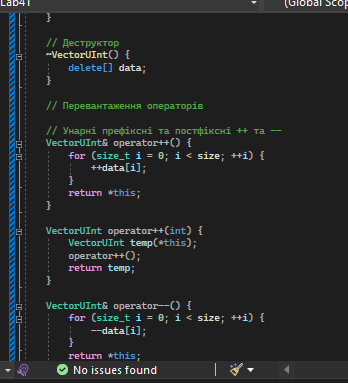 Lab41
(Global Scop
}
// Деструктор
~VectorUInt() {
delete[] data;
}
// Перевантаження операторів
// Унарні префіксні та постфіксні ++ та --
VectorUInt& operator++() {
for (size_t i = 0; i < size; ++i) {
++data[i];
}
return *this;
}
VectorUInt operator++(int) {
VectorUInt temp(*this);
operator++();
return temp;
}
VectorUInt& operator--() {
for (size_t i = 0; i < size; ++i) {
--data[i];
}
return *this;
No issues found